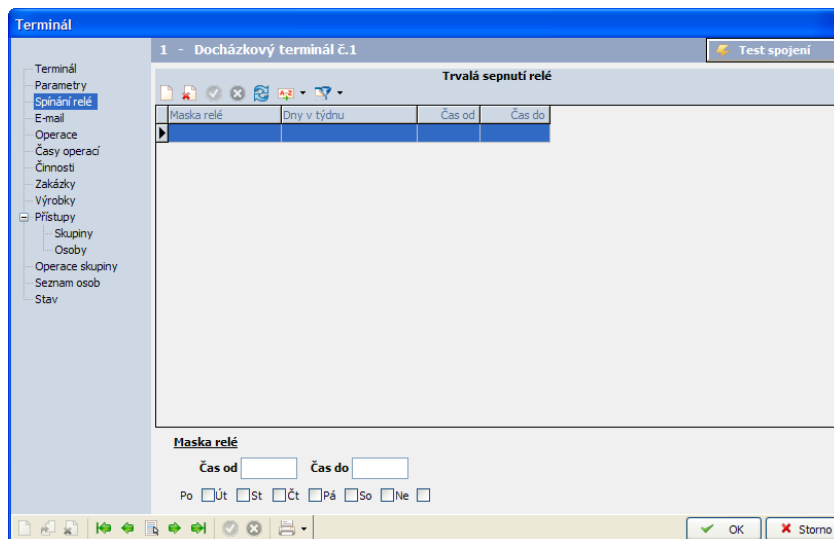 Terminál
1 - Docházkový terminál č.1
Test spojení
Terminál
Parametry
Spínání relé
E-mail
Operace
Časy operací
Činnosti
Zakázky
Výrobky
Přístupy
Skupiny
Osoby
Operace skupiny
Seznam osob
Stav
Trvalá sepnutí relé
A-Z
Maska relé Dny v týdnu Čas od Čas do
Maska relé
Čas od Čas do
Po Út St Čt Pá So Ne
OK Storno